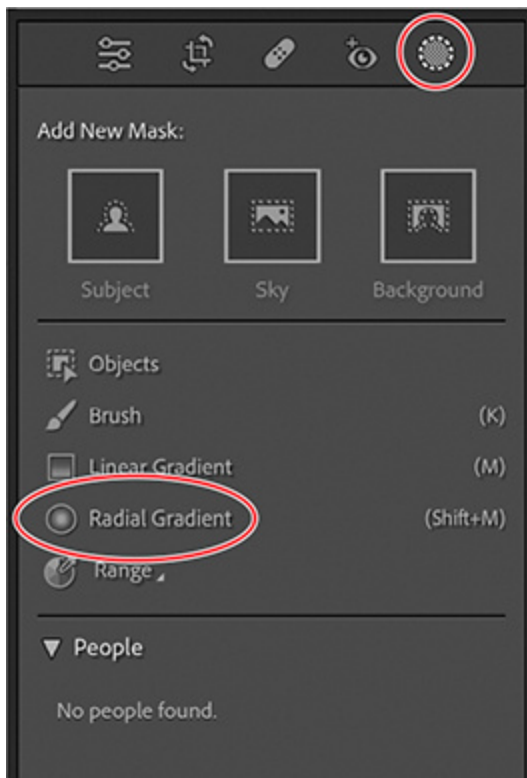 Add New Mask:
Subject Sky Background
Objects
Brush (K)
Linear Gradient (M)
Radial Gradient (Shift+M)
Range
People
No people found.